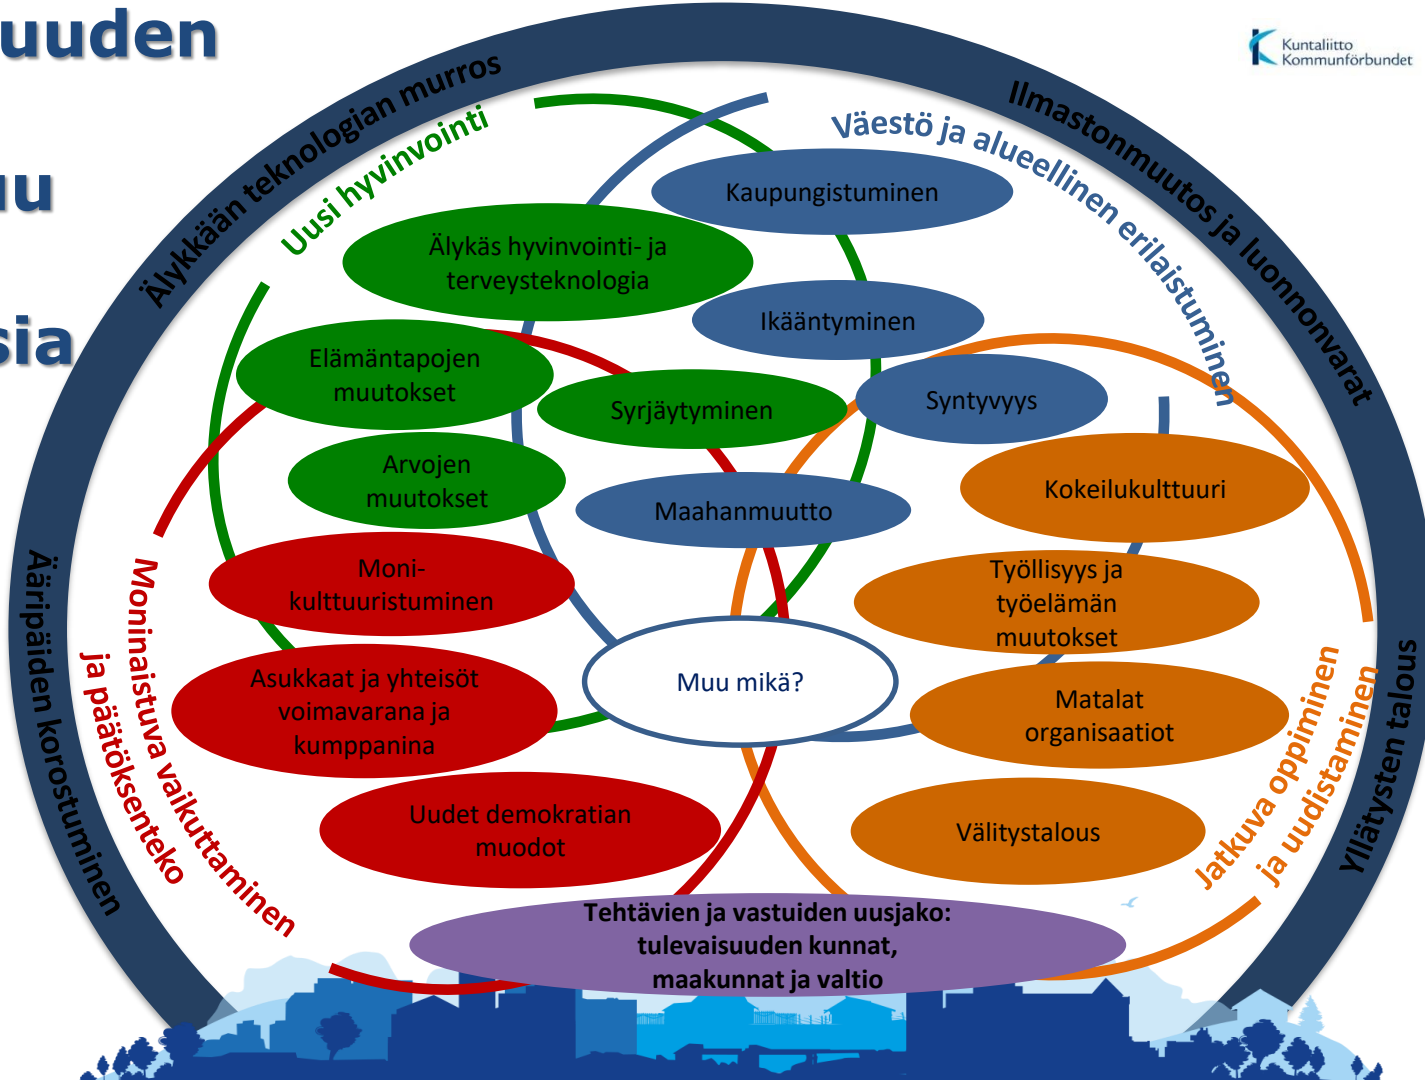 uuden
u
sia
Kuntaliitto
Kommunförbundet
Älykkään teknologian murros
Ilmastonmuutos ja luonnonvarat
Ääripäiden korostuminen
Yllätysten talous
Uusi hyvinvointi
Väestö ja alueellinen erilaistuminen
Kaupungistuminen
Älykäs hyvinvointi- ja
terveysteknologia
Ikääntyminen
Elämäntapojen
muutokset
Syrjäytyminen
Syntyvyys
Arvojen
muutokset
Maahanmuutto
Kokeilukulttuuri
Moni-
kulttuuristuminen
Työllisyys ja
työelämän
muutokset
Moninaistuva vaikuttaminen
ja päätöksenteko
Asukkaat ja yhteisöt
voimavarana ja
kumppanina
Muu mikä?
Matalat
organisaatiot
Jatkuva oppiminen
ja uudistaminen
Uudet demokratian
muodot
Välitystalous
Tehtävien ja vastuiden uusjako:
tulevaisuuden kunnat,
maakunnat ja valtio